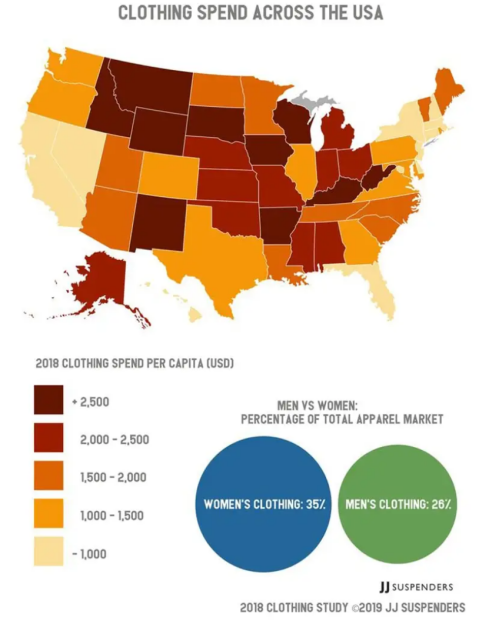 CLOTHING SPEND ACROSS THE USA
2018 CLOTHING SPEND PER CAPITA (USD)
+ 2,500
2,000 - 2,500
1,500 - 2,000
1,000 - 1,500
- 1,000
MEN VS WOMEN:
PERCENTAGE OF TOTAL APPAREL MARKET
WOMEN'S CLOTHING: 35%
MEN'S CLOTHING: 26%
JJ SUSPENDERS
2018 CLOTHING STUDY ©2019 JJ SUSPENDERS